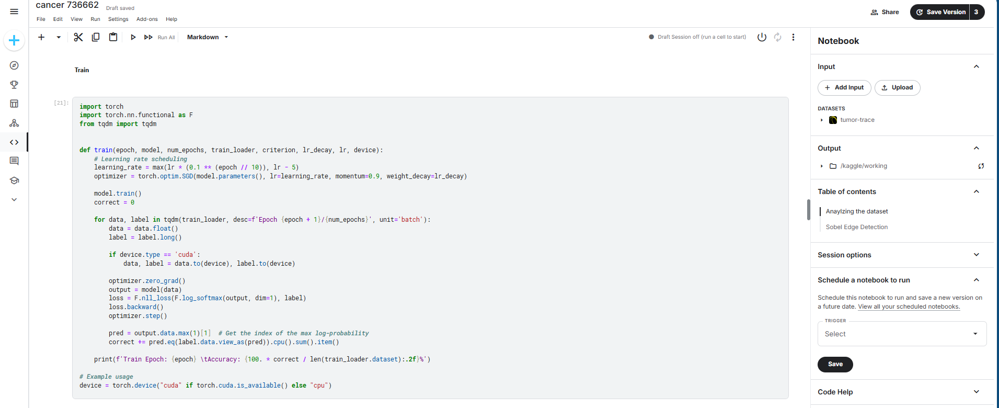 cancer 736662
Draft saved
File Edit View Run Settings Add-ons Help
Share
Save Version 3
Run All
Markdown
Draft Session off (run a cell to start)
Train
[21]:
import torch
import torch.nn.functional as F
from tqdm import tqdm
def train(epoch, model, num_epochs, train_loader, criterion, lr_decay, lr, device):
    # Learning rate scheduling
    learning_rate = max(lr * (0.1 ** (epoch // 10)), lr - 5)
    optimizer = torch.optim.SGD(model.parameters(), lr=learning_rate, momentum=0.9, weight_decay=lr_decay)
    model.train()
    correct = 0
    for data, label in tqdm(train_loader, desc=f'Epoch {epoch + 1}/{num_epochs}', unit='batch'):
        data = data.float()
        label = label.long()
        if device.type == 'cuda':
            data, label = data.to(device), label.to(device)
        optimizer.zero_grad()
        output = model(data)
        loss = F.nll_loss(F.log_softmax(output, dim=1), label)
        loss.backward()
        optimizer.step()
        pred = output.data.max(1)[1]  # Get the index of the max log-probability
        correct += pred.eq(label.data.view_as(pred)).cpu().sum().item()
    print(f'Train Epoch: {epoch} \tAccuracy: {100. * correct / len(train_loader.dataset):.2f}%')
# Example usage
device = torch.device("cuda" if torch.cuda.is_available() else "cpu")
Notebook
Input
+ Add Input
Upload
DATASETS
tumor-trace
Output
/kaggle/working
Table of contents
Anaylzing the dataset
Sobel Edge Detection
Session options
Schedule a notebook to run
Schedule this notebook to run and save a new version on
a future date. View all your scheduled notebooks.
TRIGGER
Select
Save
Code Help